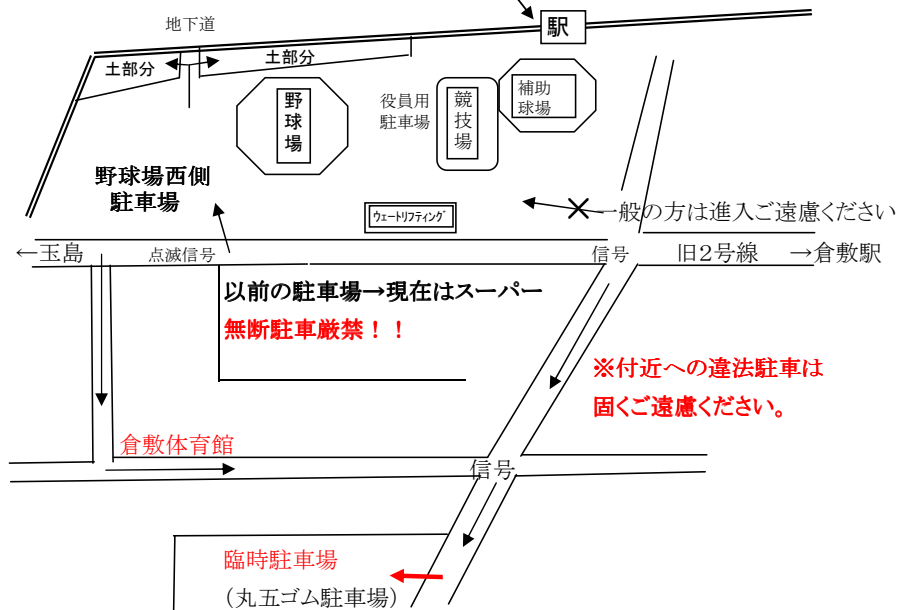 地下道
駅
土部分
土部分
野球場
役員用
駐車場
競技場
補助
球場
野球場西側
駐車場
ウェートリフティング
一般の方は進入ご遠慮ください
←玉島
点滅信号
信号
旧2号線
→倉敷駅
以前の駐車場→現在はスーパー
無断駐車厳禁！！
※付近への違法駐車は
固くご遠慮ください。
倉敷体育館
信号
臨時駐車場
（丸五ゴム駐車場）